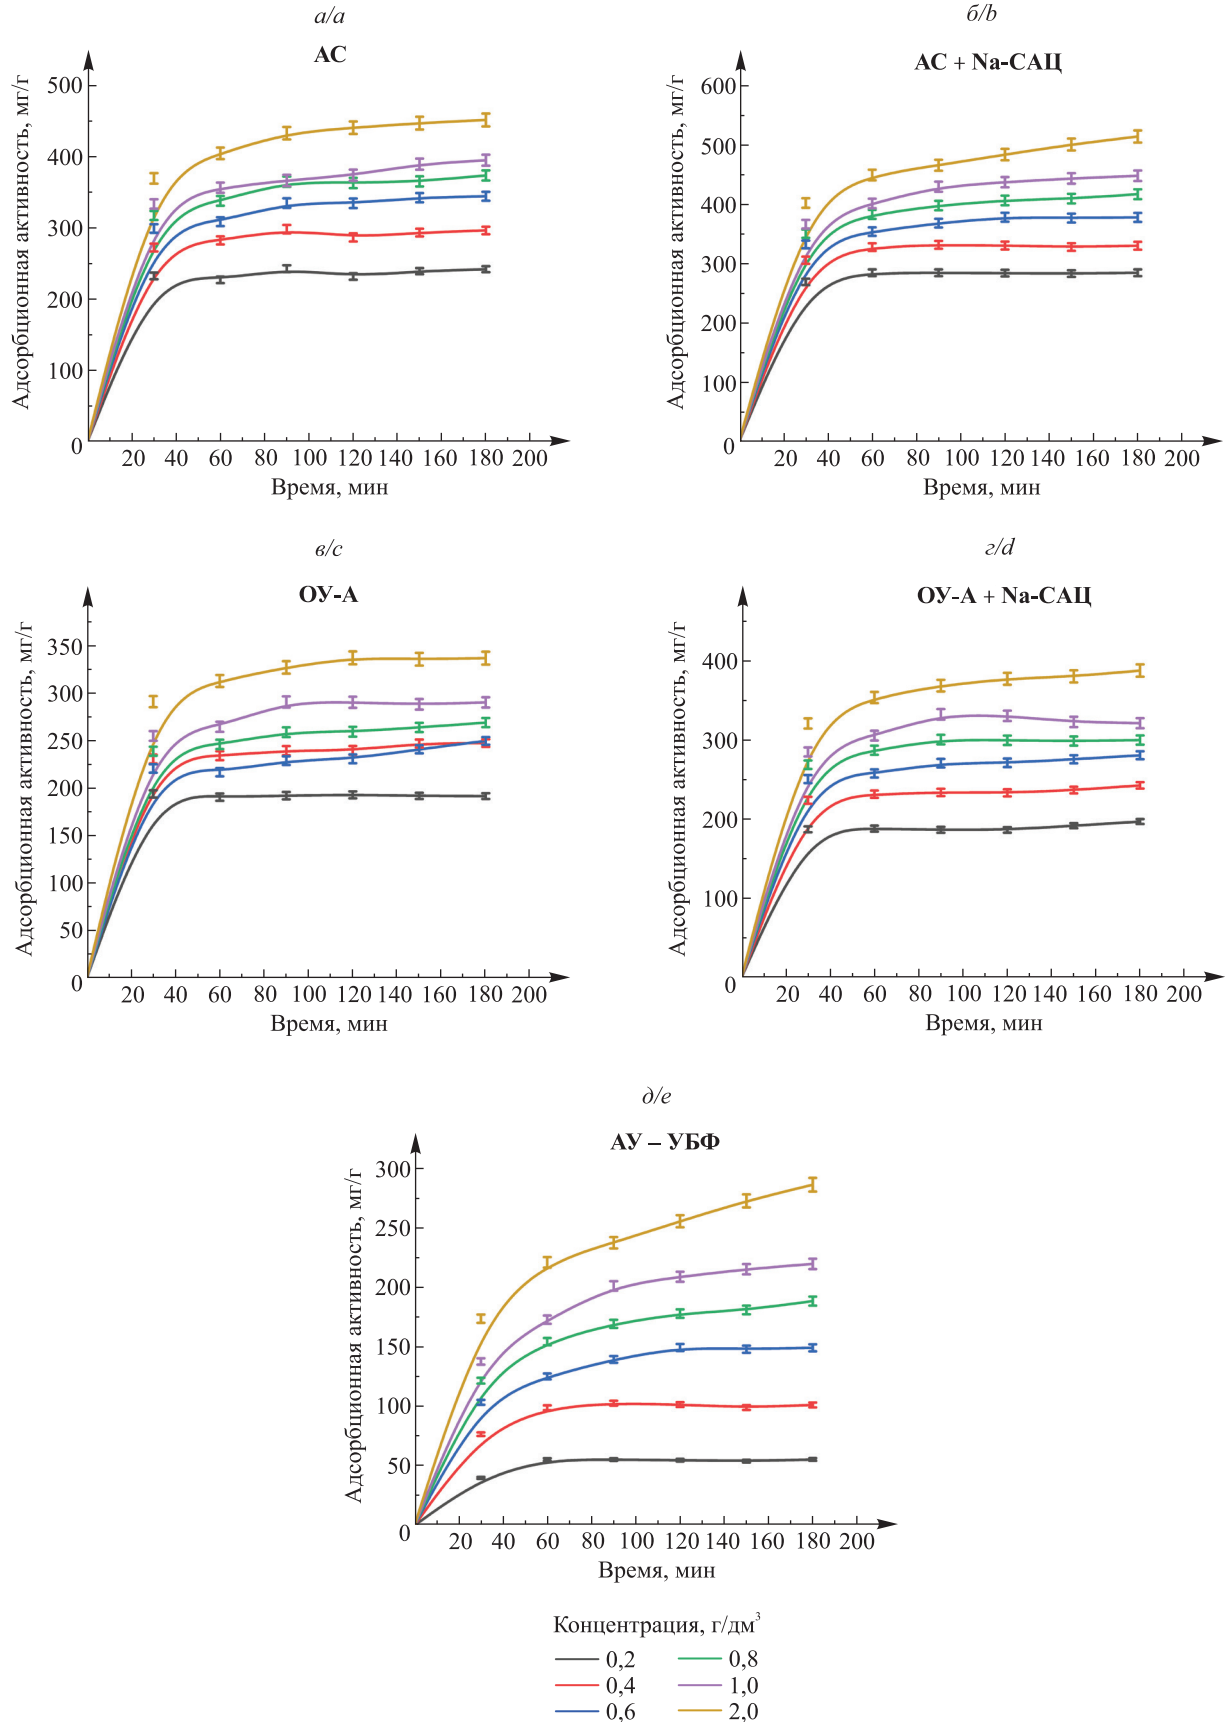 а/a
АС
Адсорбционная активность, мг/г
500
400
300
200
100
0
20 40 60 80 100 120 140 160 180 200
Время, мин
б/b
АС + Na-САЦ
Адсорбционная активность, мг/г
600
500
400
300
200
100
0
20 40 60 80 100 120 140 160 180 200
Время, мин
в/c
ОУ-А
Адсорбционная активность, мг/г
350
300
250
200
150
100
50
0
20 40 60 80 100 120 140 160 180 200
Время, мин
г/d
ОУ-А + Na-САЦ
Адсорбционная активность, мг/г
400
300
200
100
0
20 40 60 80 100 120 140 160 180 200
Время, мин
д/e
АУ – УБФ
Адсорбционная активность, мг/г
300
250
200
150
100
50
0
20 40 60 80 100 120 140 160 180 200
Время, мин
Концентрация, г/дм³
0,2 0,8
0,4 1,0
0,6 2,0